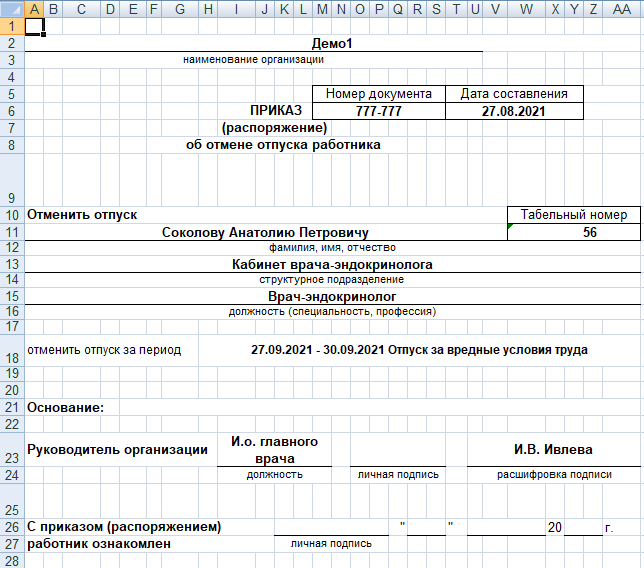 A B C D E F G H I J K L M N O P Q R S T U V W X Y Z AA
1
2 Демо1
3 наименование организации
4
5 Номер документа Дата составления
6 ПРИКАЗ 777-777 27.08.2021
7 (распоряжение)
8 об отмене отпуска работника
9
10 Отменить отпуск Табельный номер
11 Соколову Анатолию Петровичу 56
12 фамилия, имя, отчество
13 Кабинет врача-эндокринолога
14 структурное подразделение
15 Врач-эндокринолог
16 должность (специальность, профессия)
17
18 отменить отпуск за период 27.09.2021 - 30.09.2021 Отпуск за вредные условия труда
19
20
21 Основание:
22
23 Руководитель организации И.о. главного врача И.В. Ивлева
24 должность личная подпись расшифровка подписи
25
26 С приказом (распоряжением) " " 20 г.
27 работник ознакомлен личная подпись
28